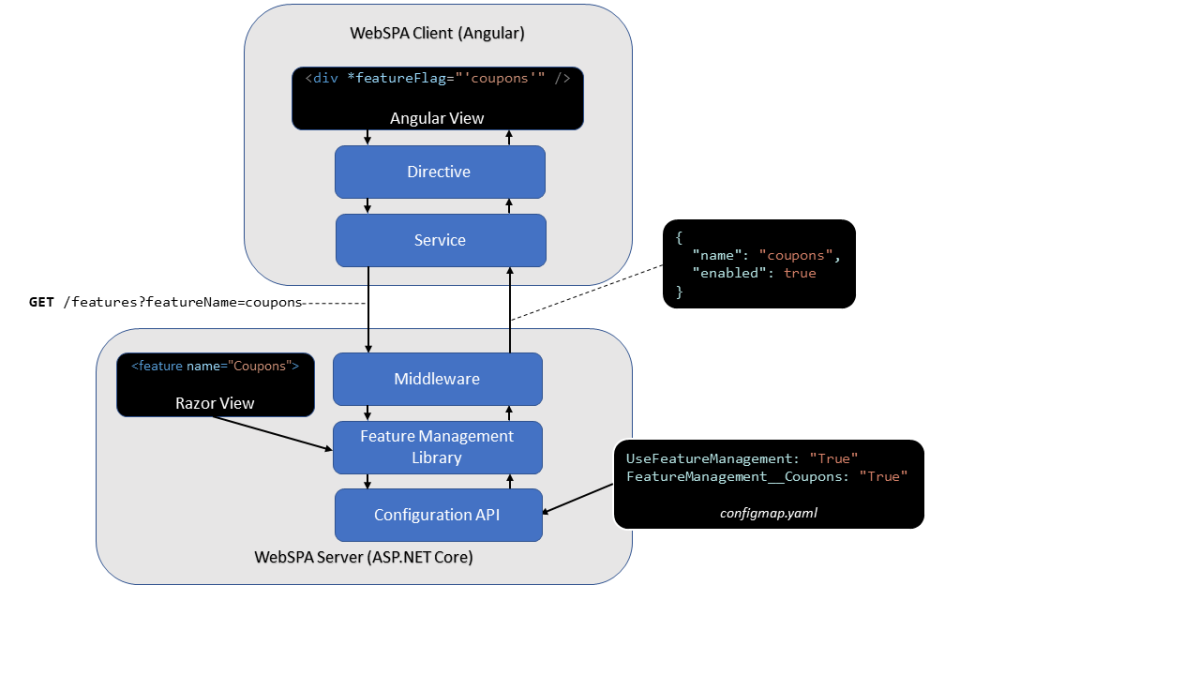 WebSPA Client (Angular)
<div *featureFlag="'coupons'" />
Angular View
Directive
Service
{
"name": "coupons",
"enabled": true
}
GET /features?featureName=coupons
<feature name="Coupons">
Razor View
Middleware
Feature Management
Library
Configuration API
UseFeatureManagement: "True"
FeatureManagement__Coupons: "True"
configmap.yaml
WebSPA Server (ASP.NET Core)